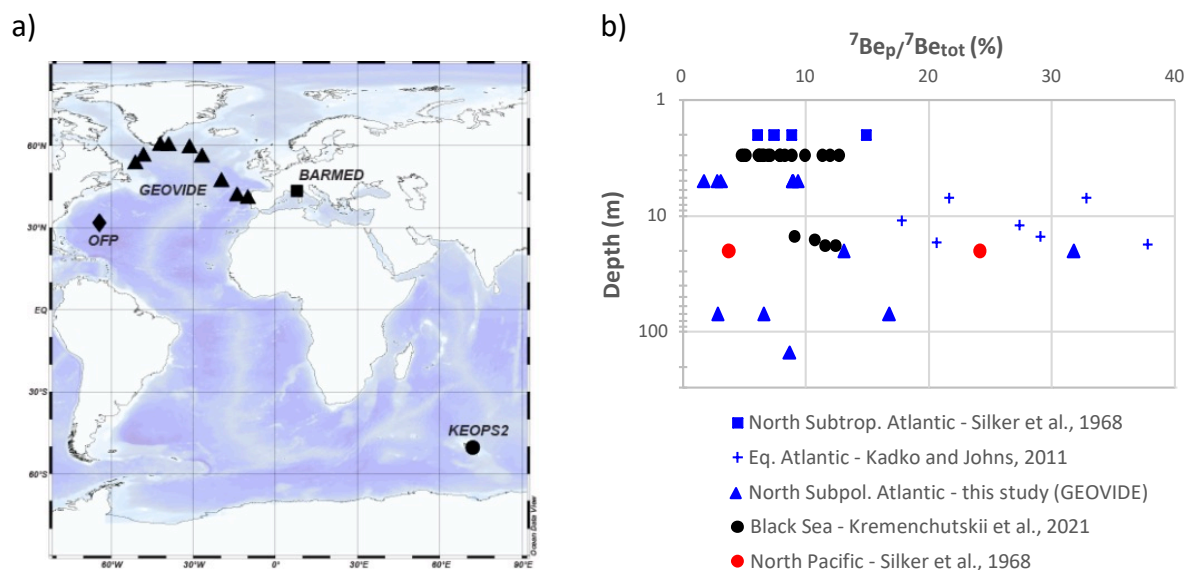 a)
60°N
30°N
EQ
30°S
60°S
60°W
30°W
0°
30°E
60°E
90°E
GEOVIDE
BARMED
OFP
KEOPS2
Ocean Data View
b)
⁷Beₚ/⁷Beₜₒₜ (%)
0 10 20 30 40
1
10
100
Depth (m)
North Subtrop. Atlantic - Silker et al., 1968
Eq. Atlantic - Kadko and Johns, 2011
North Subpol. Atlantic - this study (GEOVIDE)
Black Sea - Kremenchutskii et al., 2021
North Pacific - Silker et al., 1968